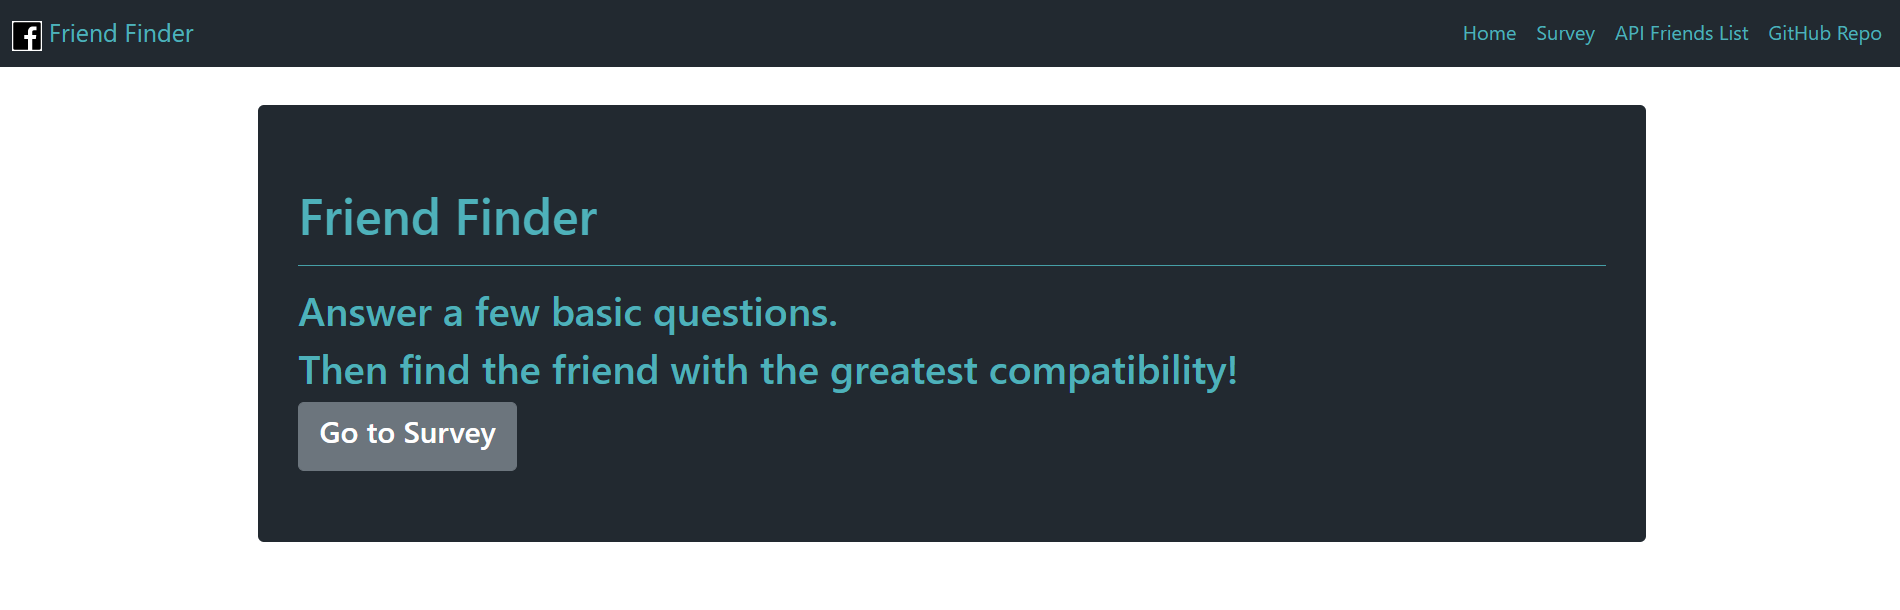 Friend Finder
Home Survey API Friends List GitHub Repo
Friend Finder
Answer a few basic questions.
Then find the friend with the greatest compatibility!
Go to Survey